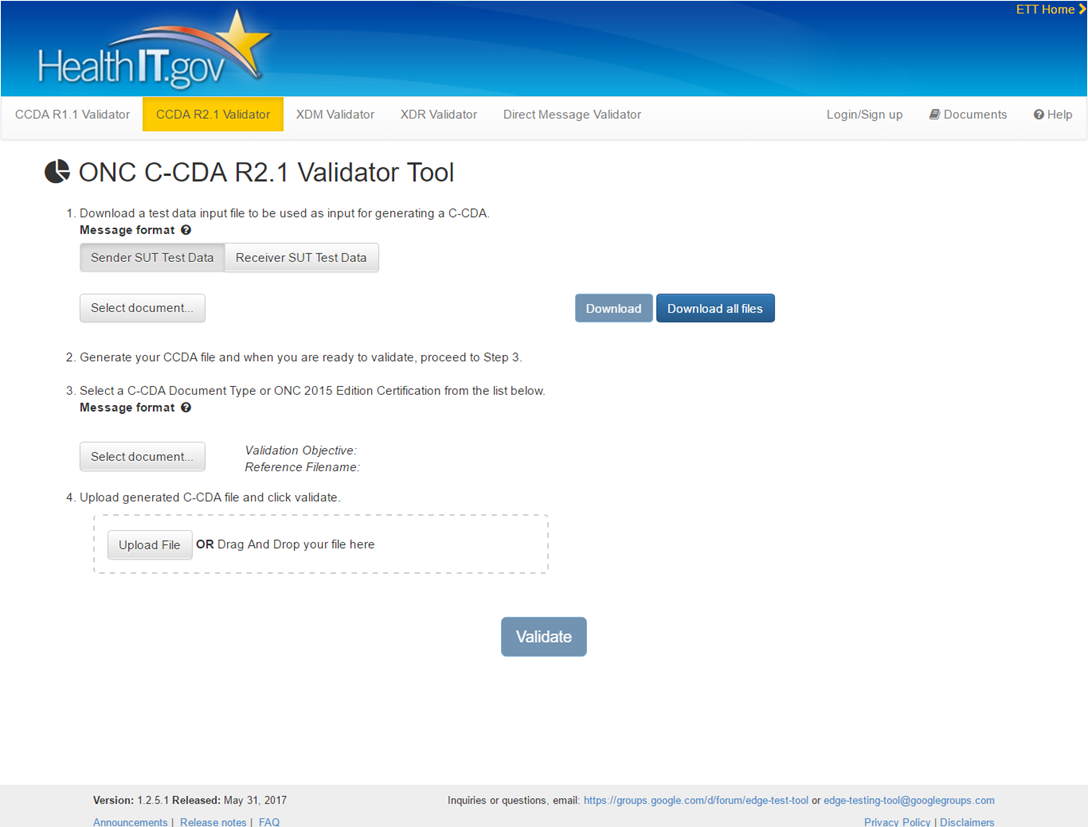 ETT Home
HealthIT.gov
CCDA R1.1 Validator CCDA R2.1 Validator XDM Validator XDR Validator Direct Message Validator Login/Sign up Documents Help
ONC C-CDA R2.1 Validator Tool
1. Download a test data input file to be used as input for generating a C-CDA.
Message format
Sender SUT Test Data Receiver SUT Test Data
Select document... Download Download all files
2. Generate your CCDA file and when you are ready to validate, proceed to Step 3.
3. Select a C-CDA Document Type or ONC 2015 Edition Certification from the list below.
Message format
Select document... Validation Objective:
Reference Filename:
4. Upload generated C-CDA file and click validate.
Upload File OR Drag And Drop your file here
Validate
Version: 1.2.5.1 Released: May 31, 2017 Inquiries or questions, email: https://groups.google.com/d/forum/edge-test-tool or edge-testing-tool@googlegroups.com
Announcements | Release notes | FAQ Privacy Policy | Disclaimers